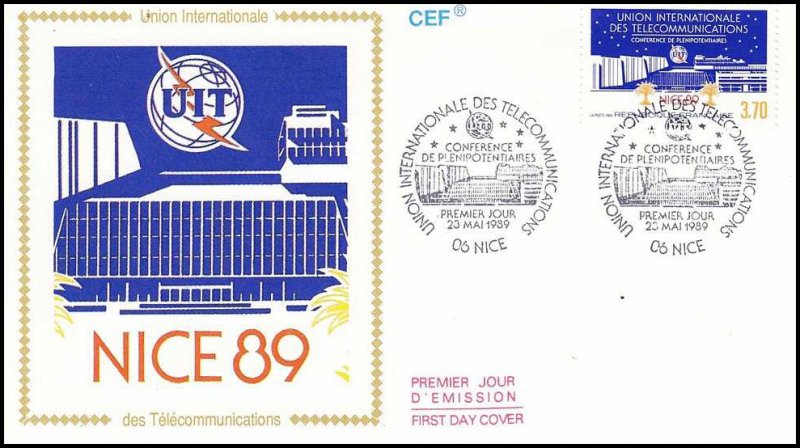 Union Internationale
UIT
NICE 89
des Télécommunications
CEF®
UNION INTERNATIONALE
DES TELECOMMUNICATIONS
CONFERENCE DE PLENIPOTENTIAIRES
NICE 89
REPUBLIQUE FRANCAISE
3,70
UNION INTERNATIONALE DES TELECOMMUNICATIONS
CONFERENCE
DE PLENIPOTENTIAIRES
PREMIER JOUR
23 MAI 1989
06 NICE
UNION INTERNATIONALE DES TELECOMMUNICATIONS
CONFERENCE
DE PLENIPOTENTIAIRES
PREMIER JOUR
23 MAI 1989
06 NICE
PREMIER JOUR
D'EMISSION
FIRST DAY COVER